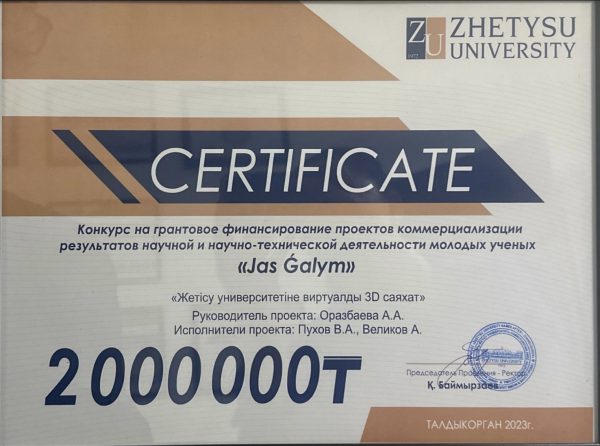 ZU
1972
ZHETYSU
UNIVERSITY
CERTIFICATE
Конкурс на грантовое финансирование проектов коммерциализации
результатов научной и научно-технической деятельности молодых ученых
«Jas Ǵalym»
«Жетісу университетіне виртуалды 3D саяхат»
Руководитель проекта: Оразбаева А.А.
Исполнители проекта: Пухов В.А., Великов А.
2 000 000₸
Председатель Правления - Ректор
Қ. Баймырзаев
ТАЛДЫКОРГАН 2023г.